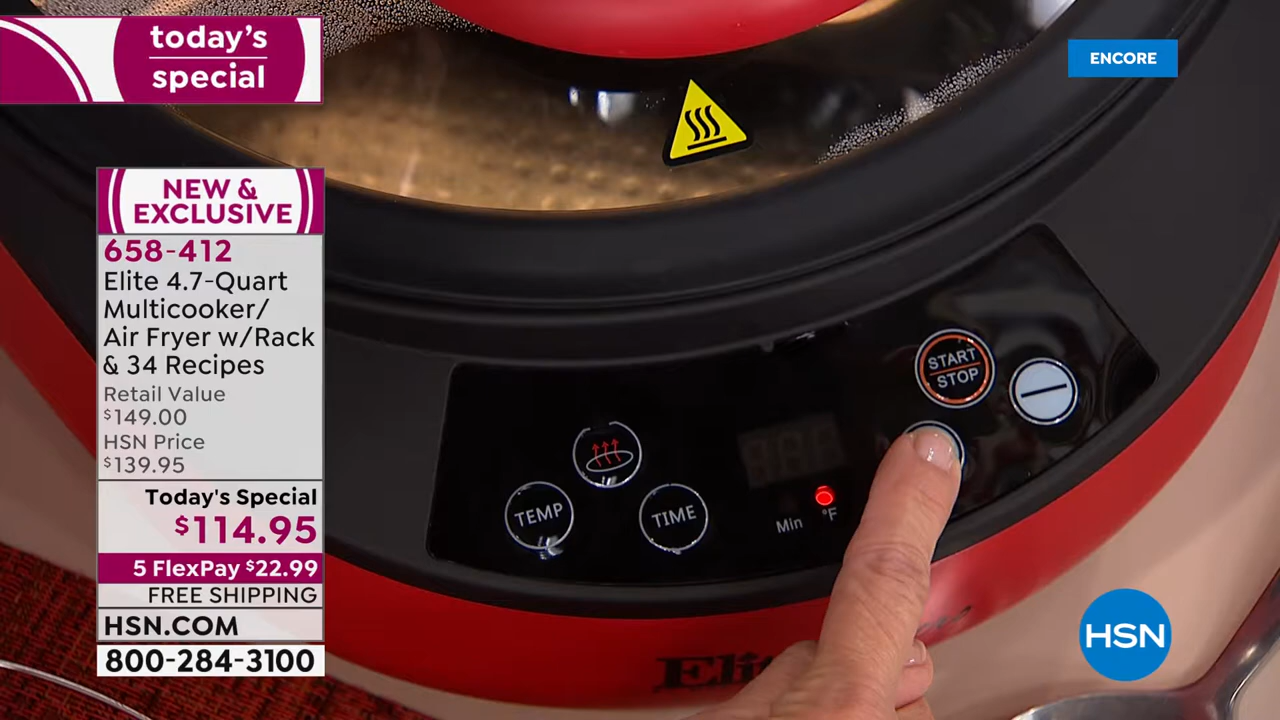 today's
special
ENCORE
NEW &
EXCLUSIVE
658-412
Elite 4.7-Quart
Multicooker/
Air Fryer w/Rack
& 34 Recipes
Retail Value
$149.00
HSN Price
$139.95
Today's Special
$114.95
5 FlexPay $22.99
FREE SHIPPING
HSN.COM
800-284-3100
START
STOP
TEMP
TIME
Min
°F
HSN